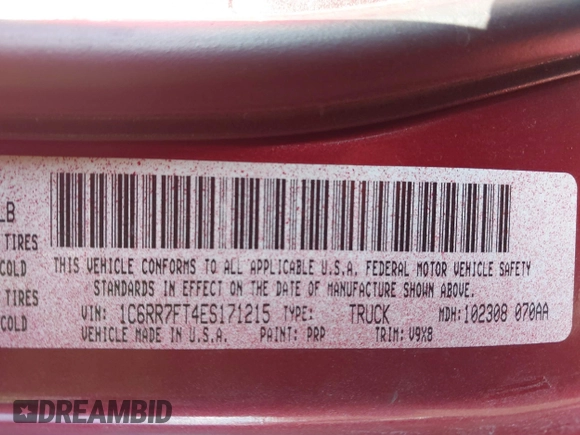 LB
TIRES
COLD
TIRES
COLD
THIS VEHICLE CONFORMS TO ALL APPLICABLE U.S.A. FEDERAL MOTOR VEHICLE SAFETY
STANDARDS IN EFFECT ON THE DATE OF MANUFACTURE SHOWN ABOVE.
VIN: 1C6RR7FT4ES171215 TYPE: TRUCK MDH: 102308 070AA
VEHICLE MADE IN U.S.A. PAINT: PRP TRIM: V9X8
DREAMBID